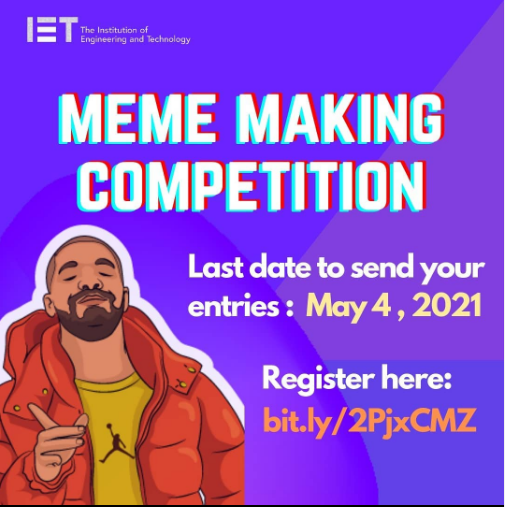 IET The Institution of
Engineering and Technology
MEME MAKING
COMPETITION
Last date to send your
entries : May 4 , 2021
Register here:
bit.ly/2PjxCMZ